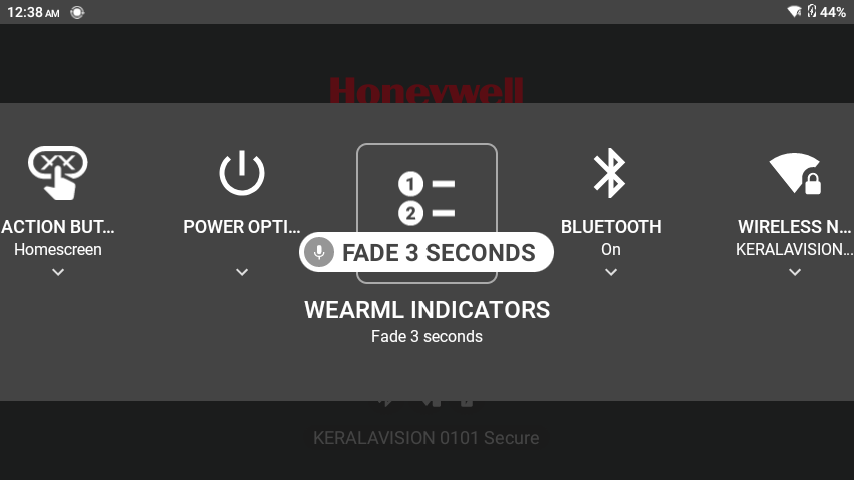 12:38 AM
44%
Honeywell
1
2
ACTION BUT...
Homescreen
POWER OPTI...
FADE 3 SECONDS
WEARML INDICATORS
Fade 3 seconds
BLUETOOTH
On
WIRELESS N...
KERALAVISION...
KERALAVISION 0101 Secure